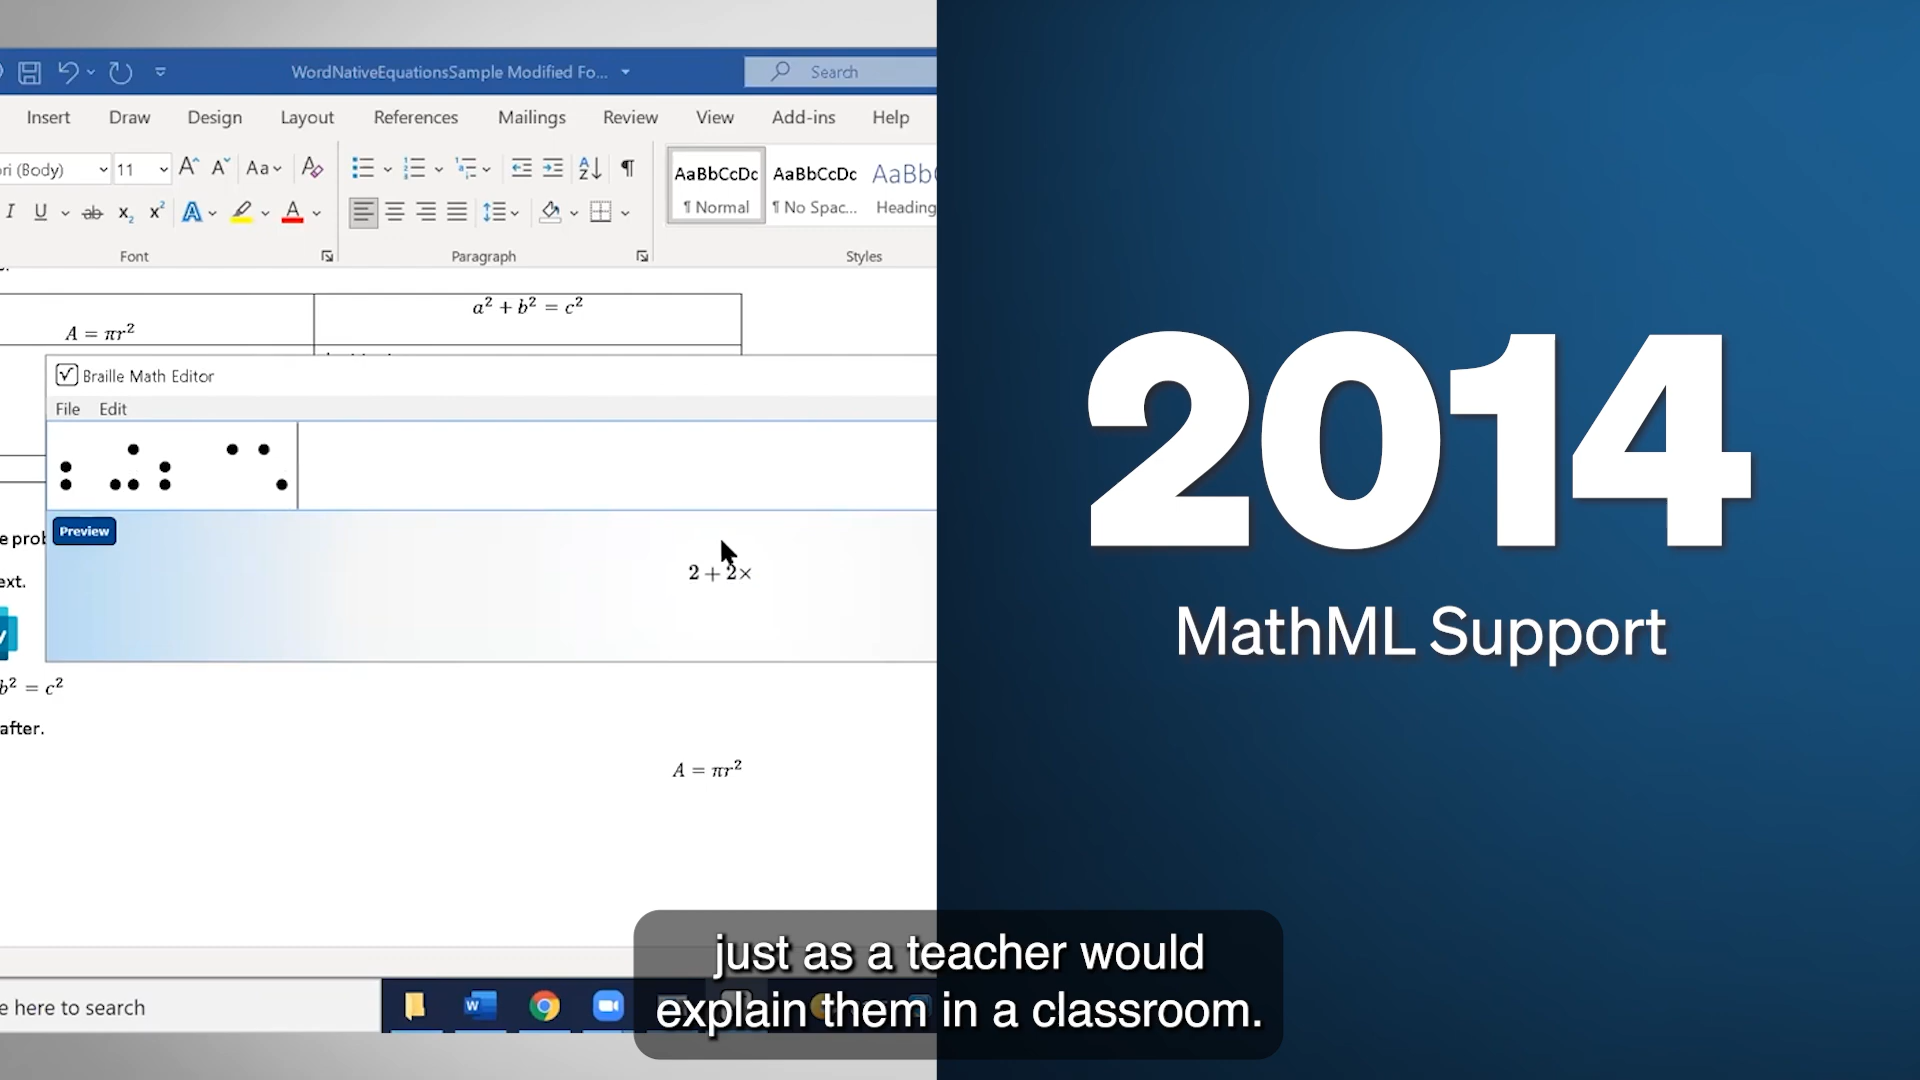 WordNativeEquationsSample Modified Fo...
Search
Insert Draw Design Layout References Mailings Review View Add-ins Help
ri (Body) 11 Aa
AaBbCcDc AaBbCcDc AaBb
¶ Normal ¶ No Spac... Heading
Font Paragraph Styles
a² + b² = c²
A = πr²
Braille Math Editor
File Edit
⠰⠀⠼⠆⠀⠈⠡
Preview
2 + 2×
e prob
ext.
b² = c²
after.
A = πr²
e here to search
2014
MathML Support
just as a teacher would
explain them in a classroom.